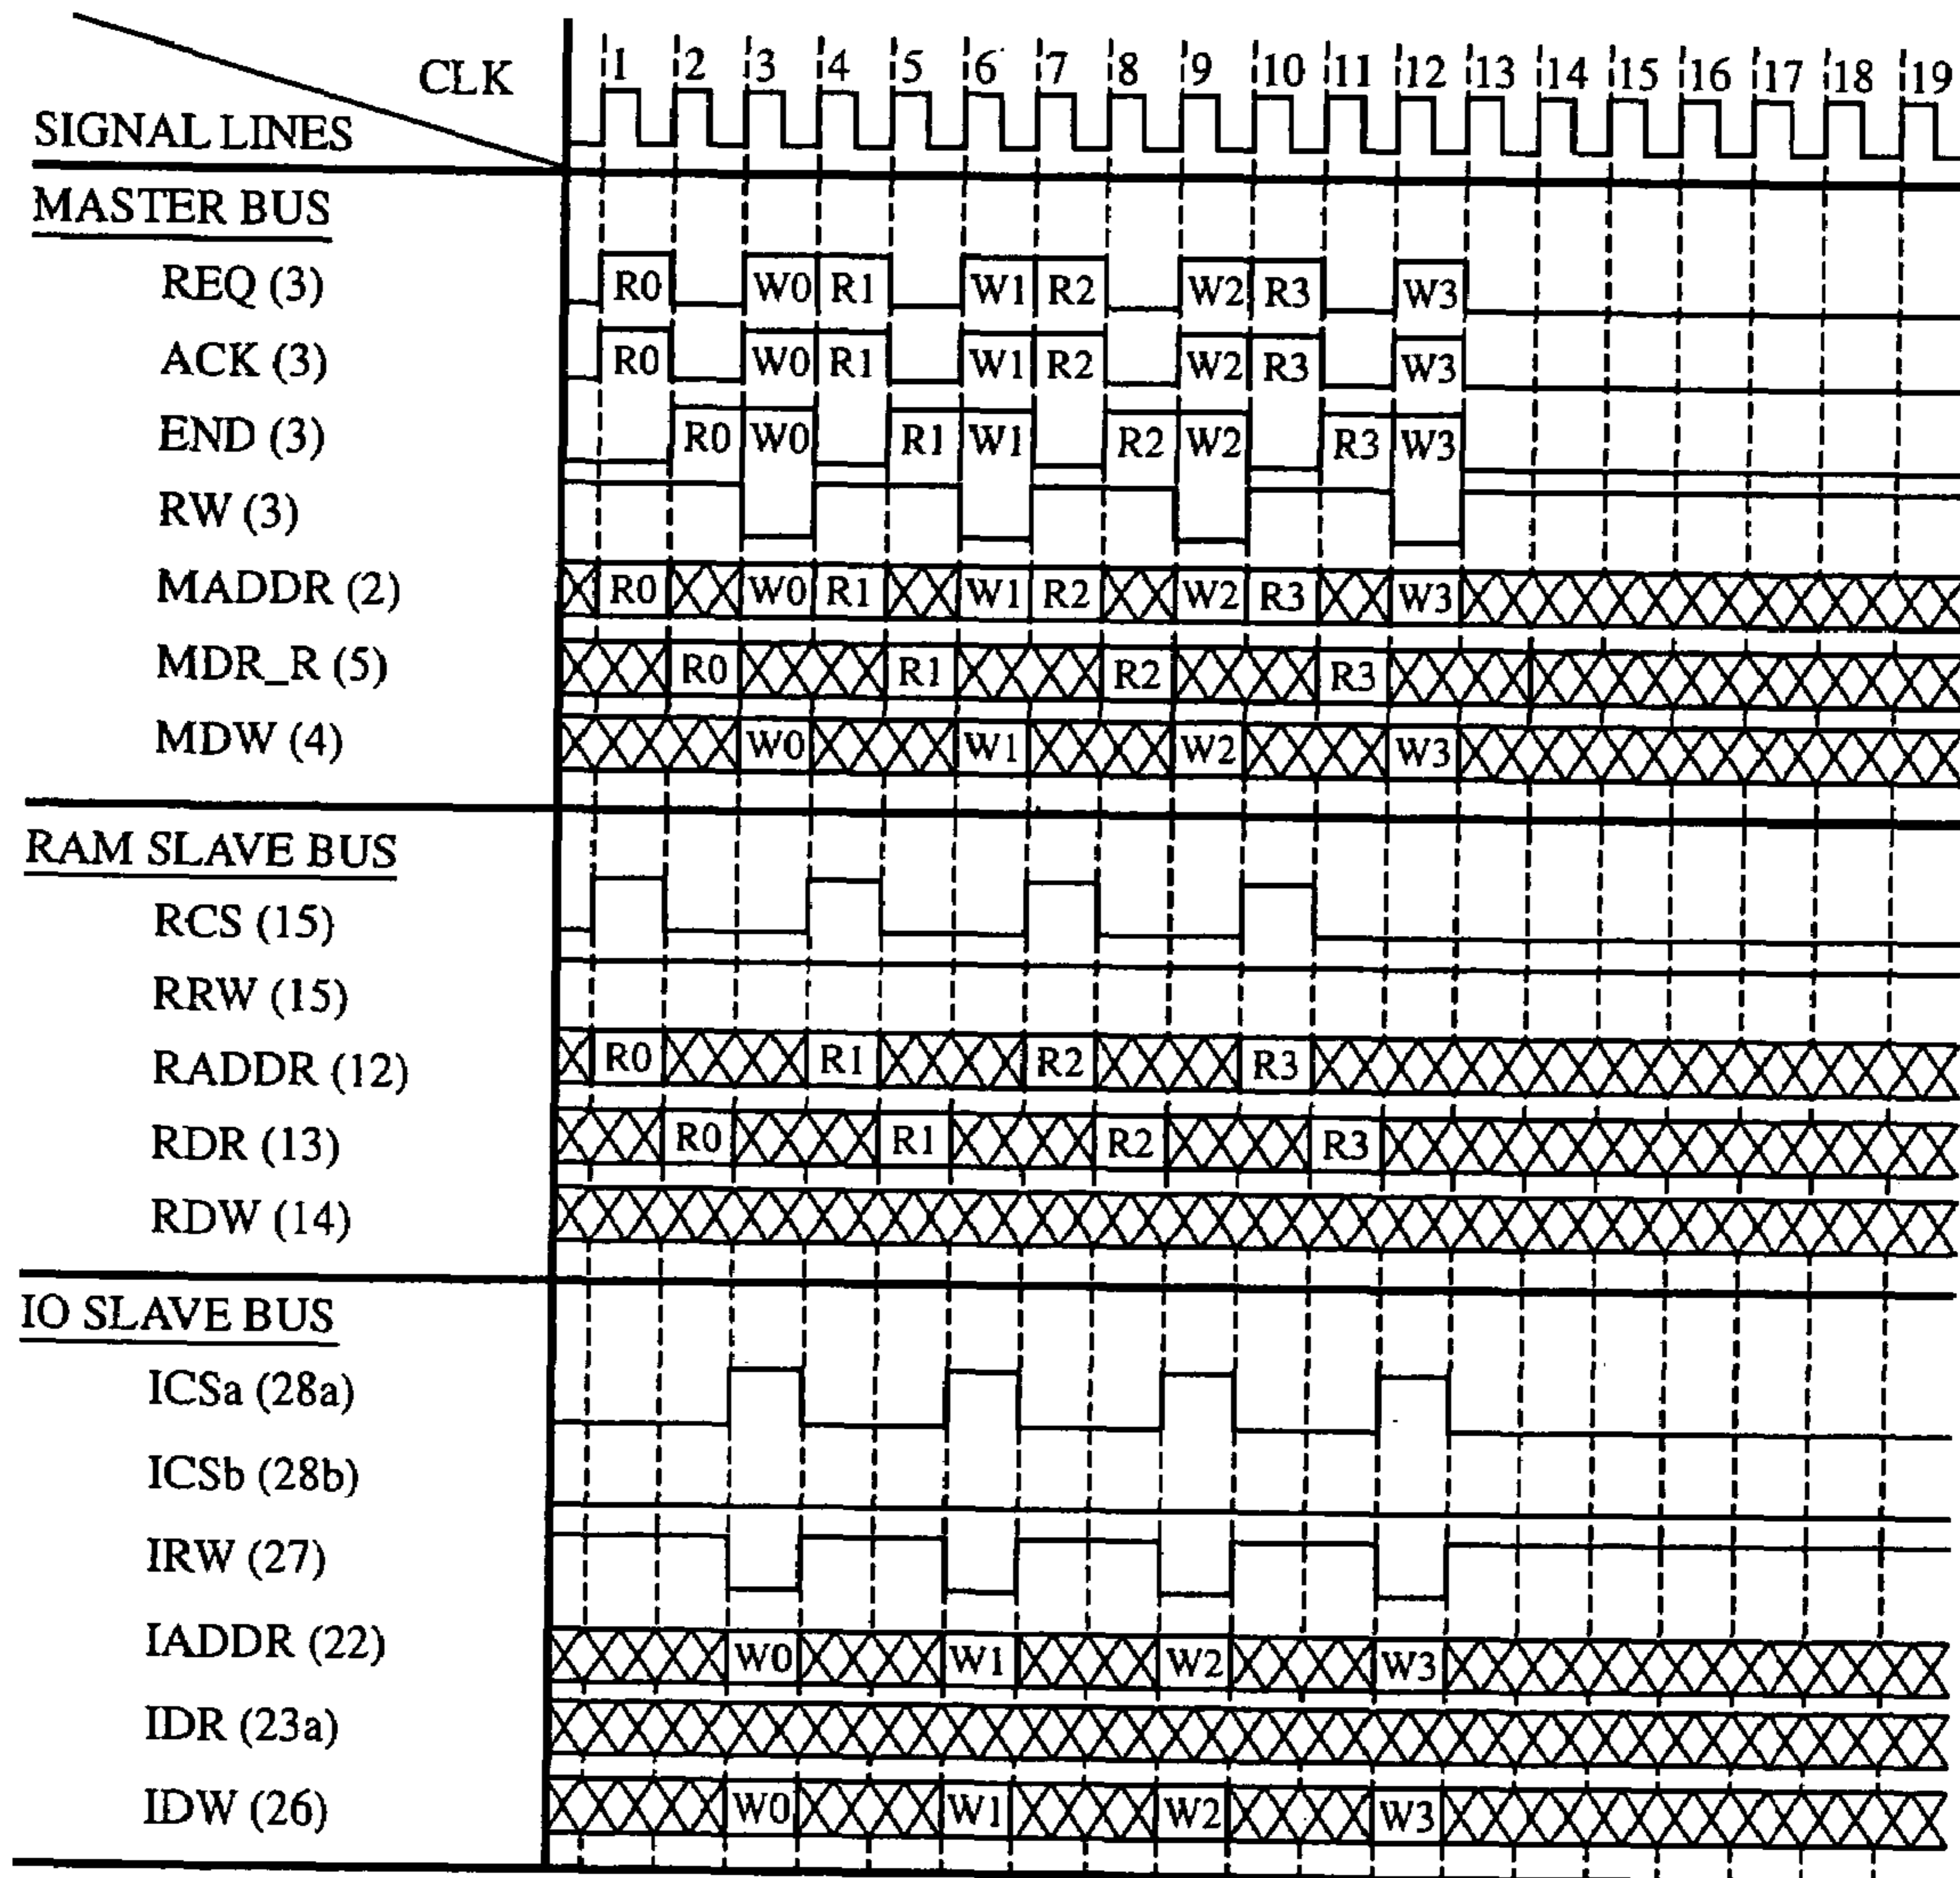 CLK
1 2 3 4 5 6 7 8 9 10 11 12 13 14 15 16 17 18 19
SIGNAL LINES
MASTER BUS
REQ (3) R0 W0 R1 W1 R2 W2 R3 W3
ACK (3) R0 W0 R1 W1 R2 W2 R3 W3
END (3) R0 W0 R1 W1 R2 W2 R3 W3
RW (3)
MADDR (2) R0 W0 R1 W1 R2 W2 R3 W3
MDR_R (5) R0 R1 R2 R3
MDW (4) W0 W1 W2 W3
RAM SLAVE BUS
RCS (15)
RRW (15)
RADDR (12) R0 R1 R2 R3
RDR (13) R0 R1 R2 R3
RDW (14)
IO SLAVE BUS
ICSa (28a)
ICSb (28b)
IRW (27)
IADDR (22) W0 W1 W2 W3
IDR (23a)
IDW (26) W0 W1 W2 W3